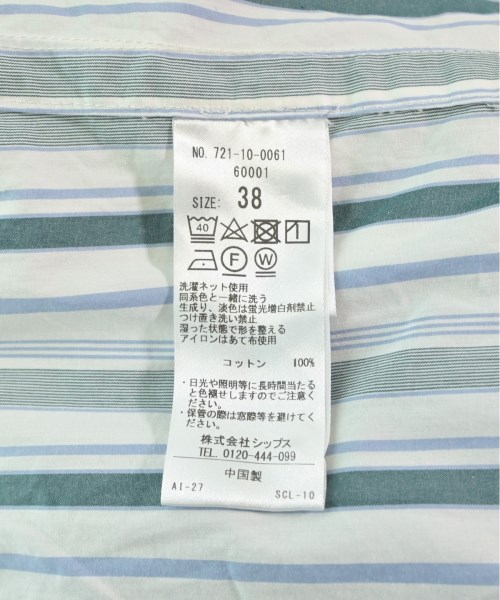 NO. 721-10-0061
60001
SIZE: 38
40
F W
洗濯ネット使用
同系色と一緒に洗う
生成り、淡色は蛍光増白剤禁止
つけ置き洗い禁止
湿った状態で形を整える
アイロンはあて布使用
コットン 100%
・日光や照明等に長時間当たる
と色褪せしますのでご注意く
ださい。
・保管の際は窓際等を避けてく
ださい。
株式会社シップス
TEL. 0120-444-099
中国製
AI-27 SCL-10